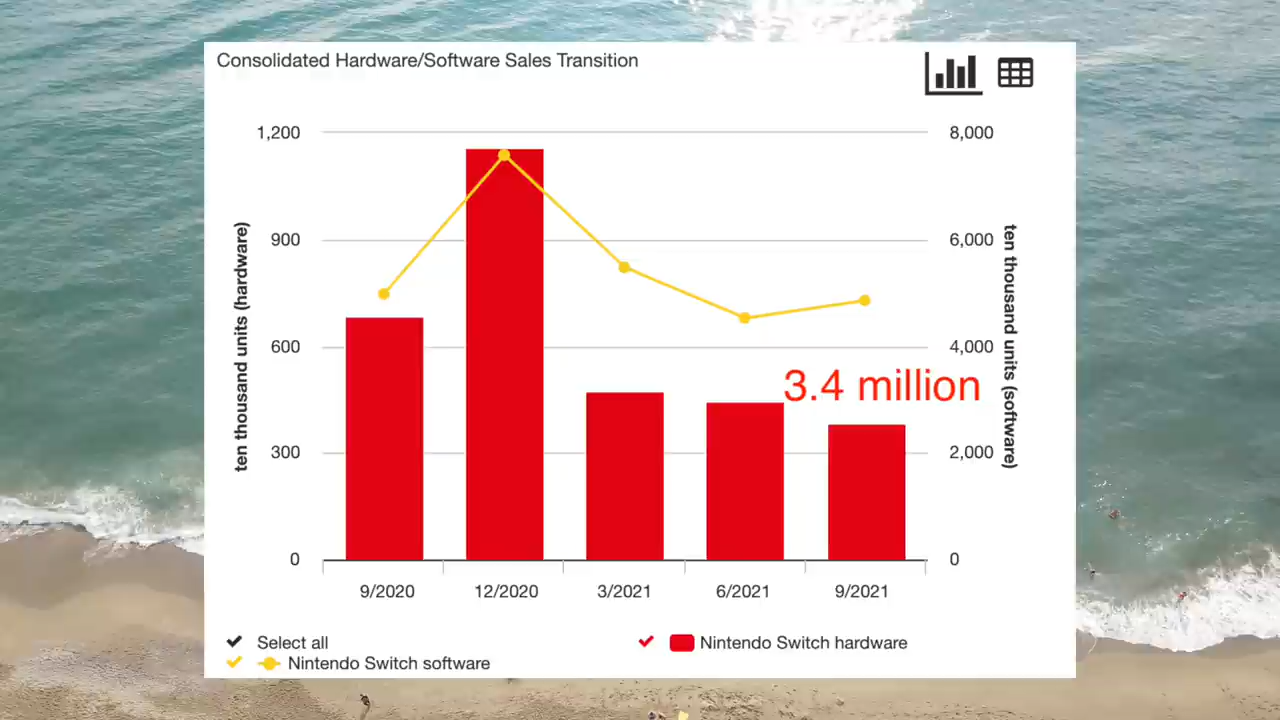 Consolidated Hardware/Software Sales Transition
1,200
8,000
900
6,000
600
4,000
300
2,000
0
0
ten thousand units (hardware)
ten thousand units (software)
3.4 million
9/2020
12/2020
3/2021
6/2021
9/2021
Select all
Nintendo Switch hardware
Nintendo Switch software